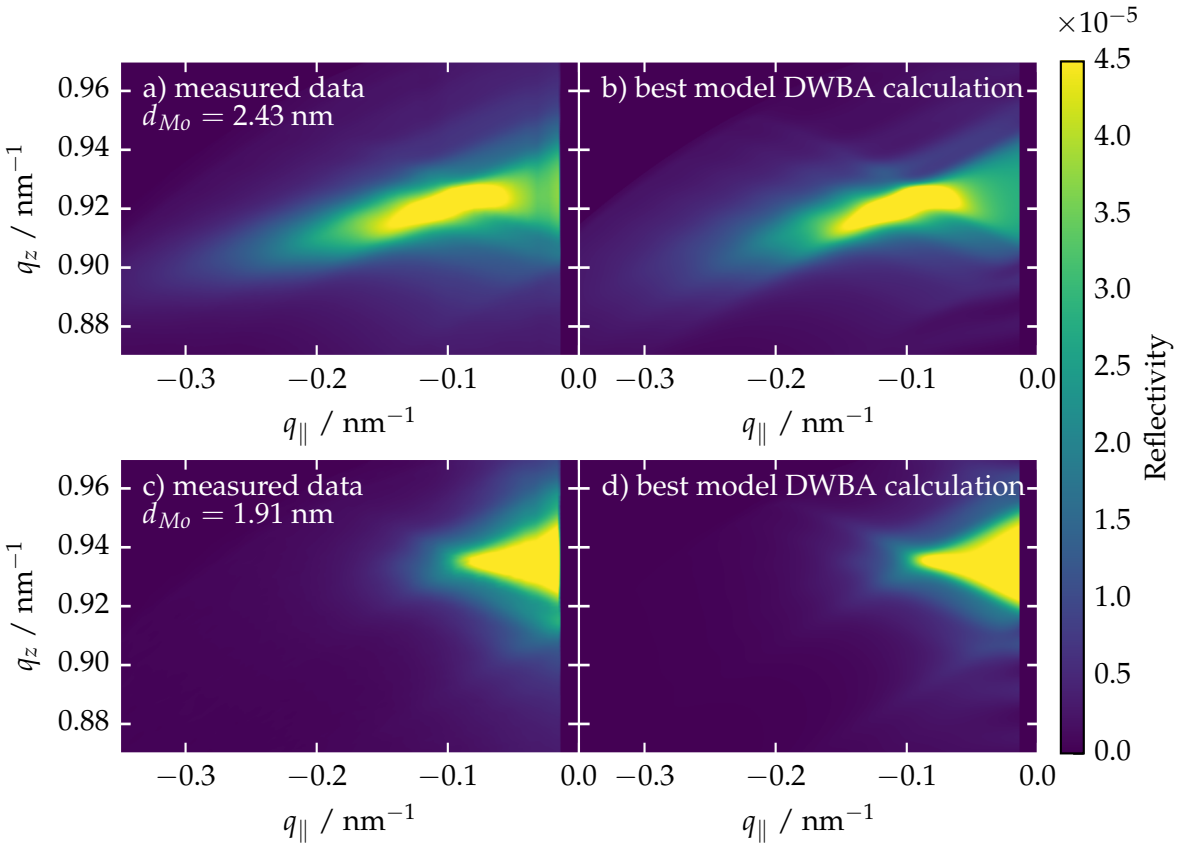 ×10⁻⁵
a) measured data
d_Mo = 2.43 nm
b) best model DWBA calculation
0.96
0.94
0.92
0.90
0.88
q_z / nm⁻¹
−0.3
−0.2
−0.1
0.0
−0.3
−0.2
−0.1
0.0
q_∥ / nm⁻¹
q_∥ / nm⁻¹
c) measured data
d_Mo = 1.91 nm
d) best model DWBA calculation
0.96
0.94
0.92
0.90
0.88
q_z / nm⁻¹
−0.3
−0.2
−0.1
0.0
−0.3
−0.2
−0.1
0.0
q_∥ / nm⁻¹
q_∥ / nm⁻¹
4.5
4.0
3.5
3.0
2.5
2.0
1.5
1.0
0.5
0.0
Reflectivity